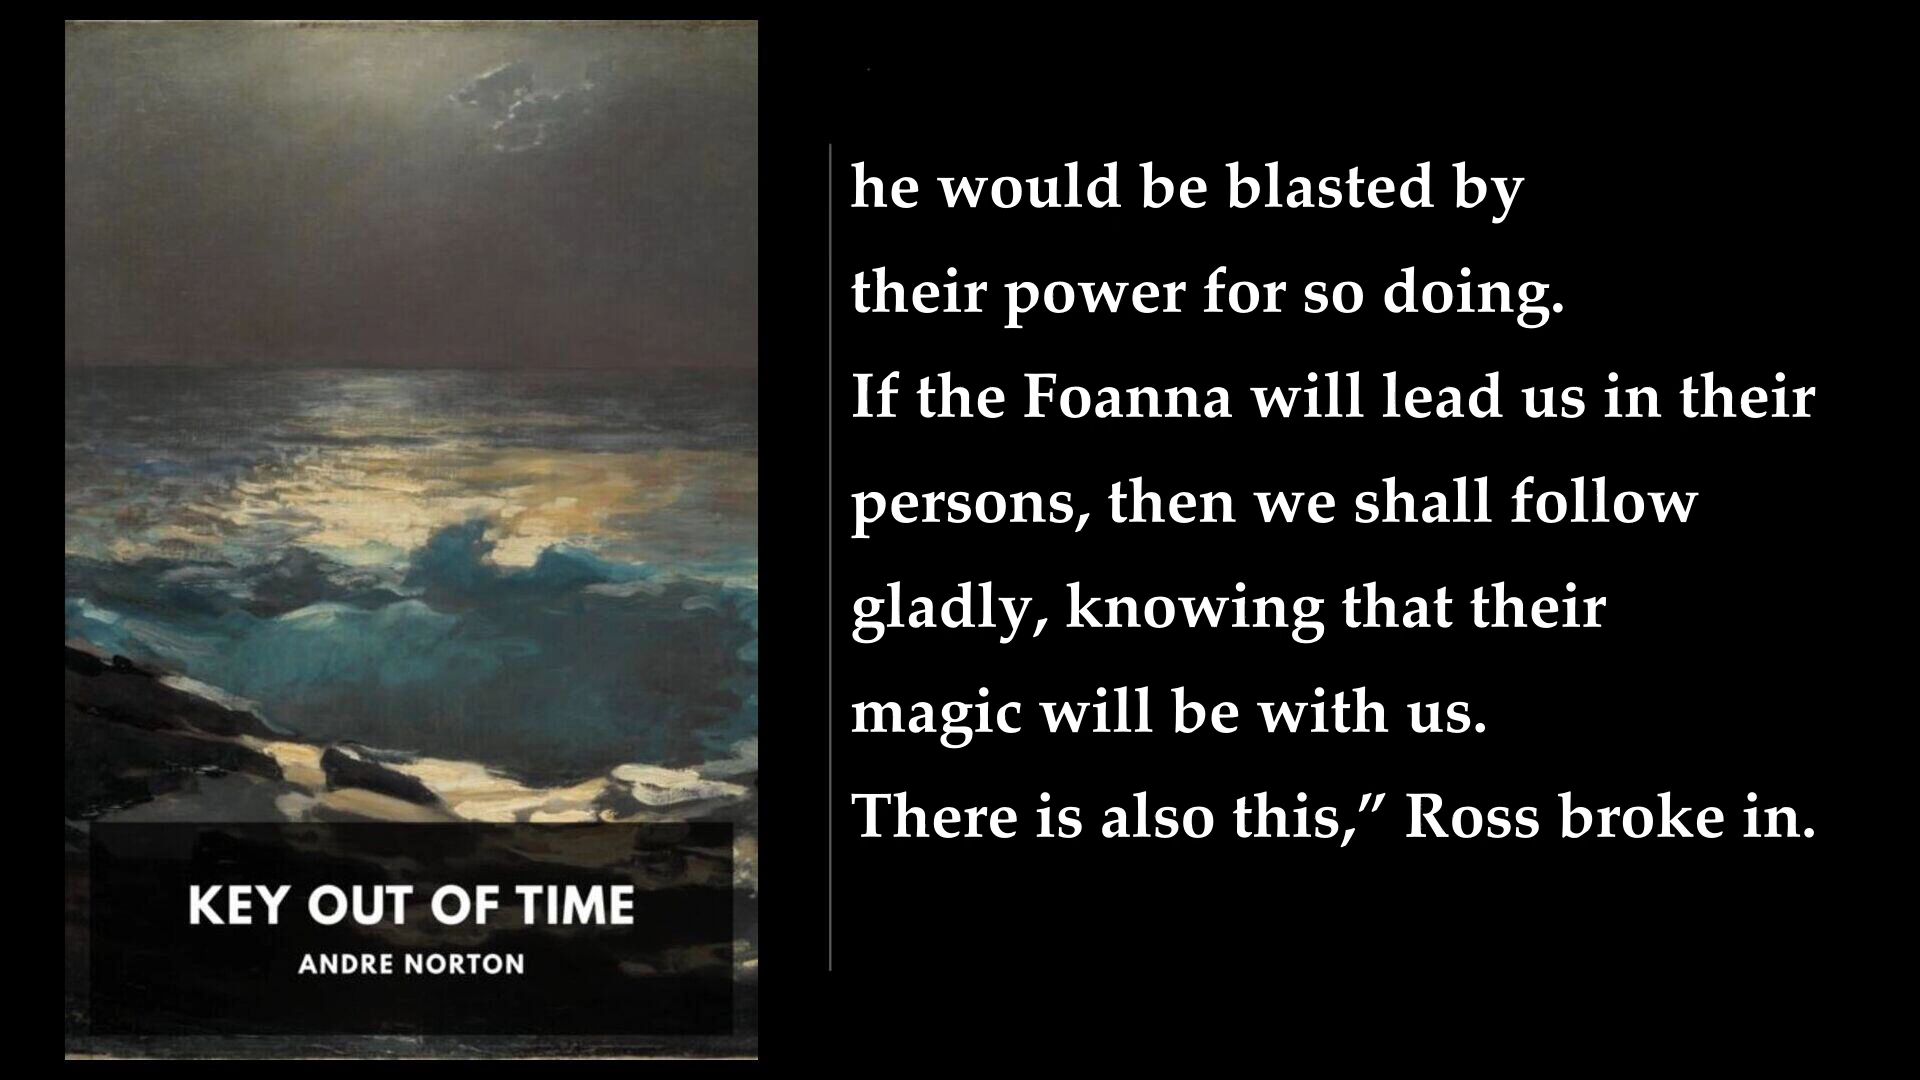 KEY OUT OF TIME
ANDRE NORTON
he would be blasted by
their power for so doing.
If the Foanna will lead us in their
persons, then we shall follow
gladly, knowing that their
magic will be with us.
There is also this,” Ross broke in.